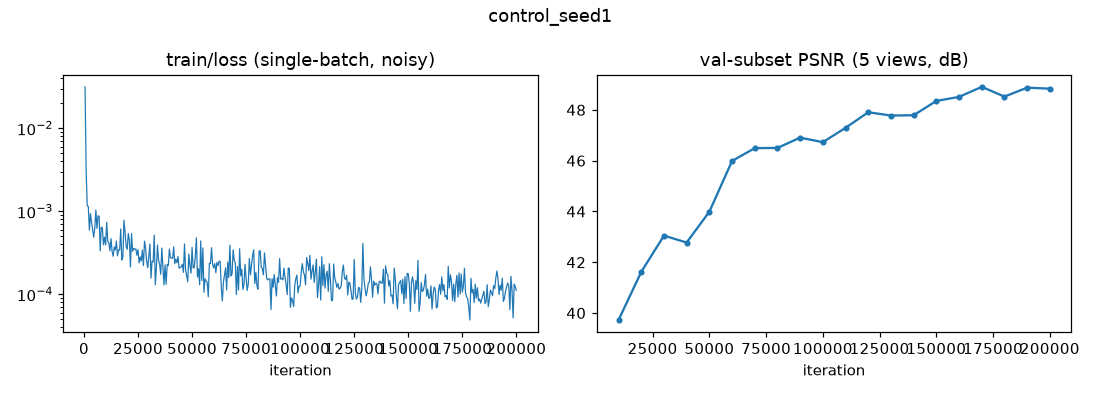 control_seed1
train/loss (single-batch, noisy)
10⁻²
10⁻³
10⁻⁴
0 25000 50000 75000 100000 125000 150000 175000 200000
iteration
val-subset PSNR (5 views, dB)
48
46
44
42
40
25000 50000 75000 100000 125000 150000 175000 200000
iteration